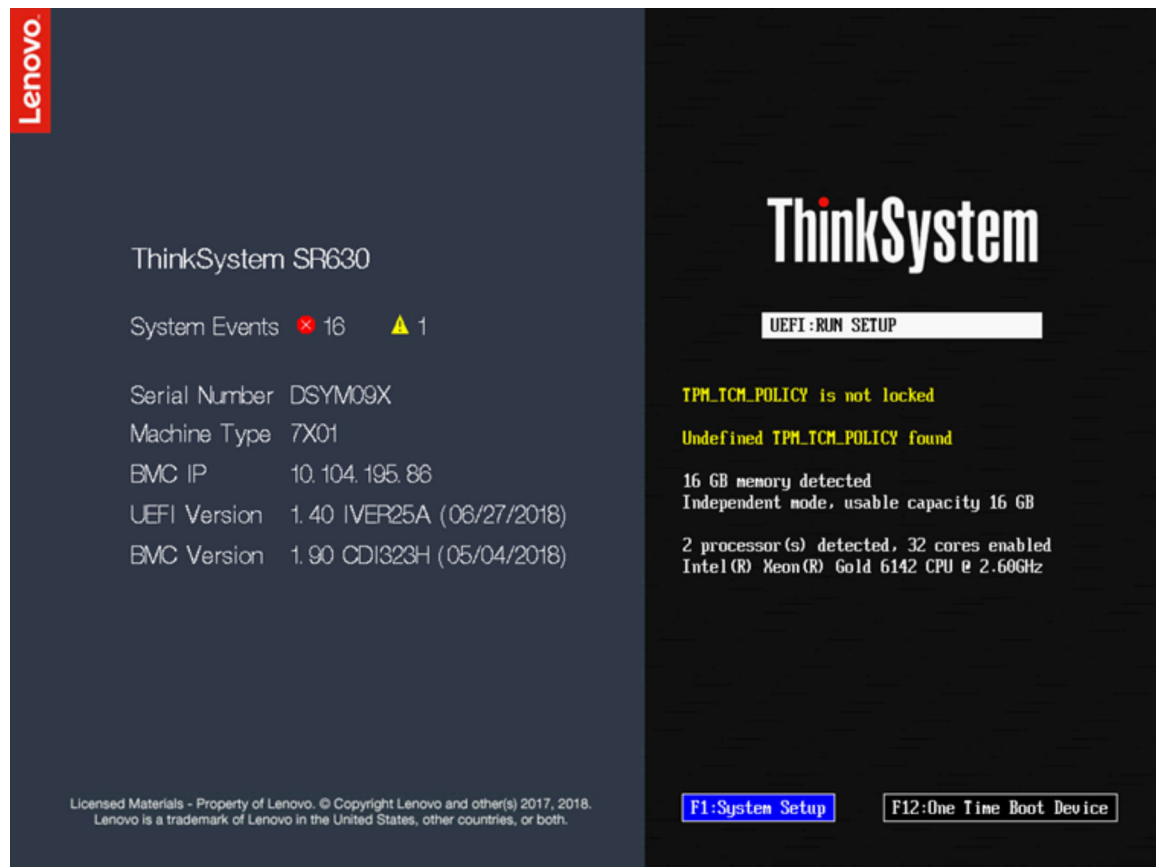 Lenovo.
ThinkSystem SR630
System Events 16 1
Serial Number DSYM09X
Machine Type 7X01
BMC IP 10.104.195.86
UEFI Version 1.40 IVER25A (06/27/2018)
BMC Version 1.90 CDI323H (05/04/2018)
Licensed Materials - Property of Lenovo. © Copyright Lenovo and other(s) 2017, 2018.
Lenovo is a trademark of Lenovo in the United States, other countries, or both.
ThinkSystem
UEFI:RUN SETUP
TPM_TCM_POLICY is not locked
Undefined TPM_TCM_POLICY found
16 GB memory detected
Independent mode, usable capacity 16 GB
2 processor(s) detected, 32 cores enabled
Intel(R) Xeon(R) Gold 6142 CPU @ 2.60GHz
F1:System Setup
F12:One Time Boot Device